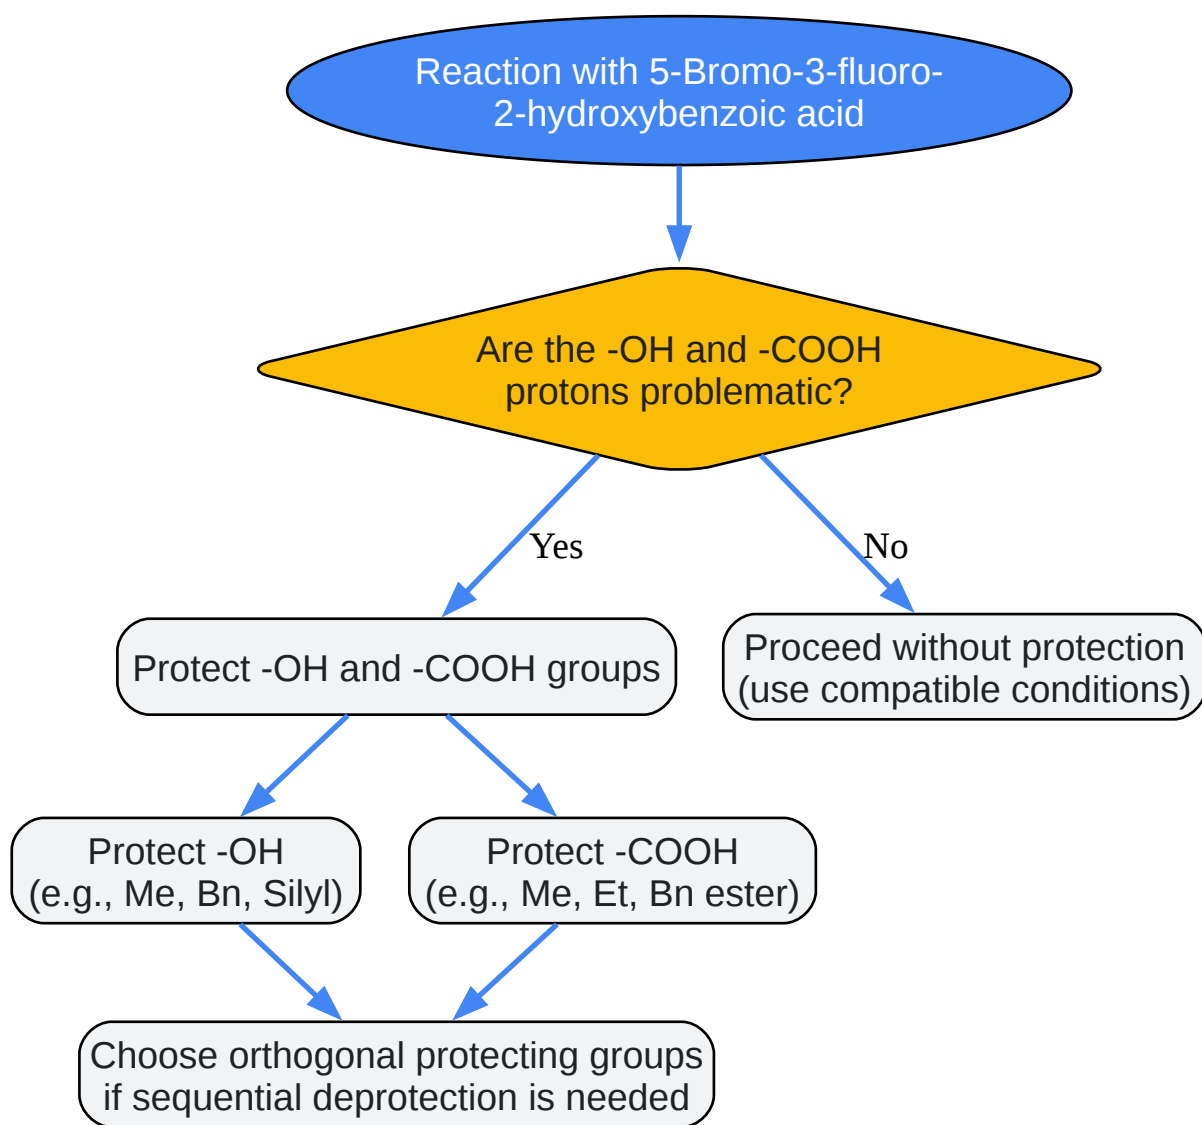 Reaction with 5-Bromo-3-fluoro-
2-hydroxybenzoic acid
Are the -OH and -COOH
protons problematic?
Yes
No
Protect -OH and -COOH groups
Proceed without protection
(use compatible conditions)
Protect -OH
(e.g., Me, Bn, Silyl)
Protect -COOH
(e.g., Me, Et, Bn ester)
Choose orthogonal protecting groups
if sequential deprotection is needed